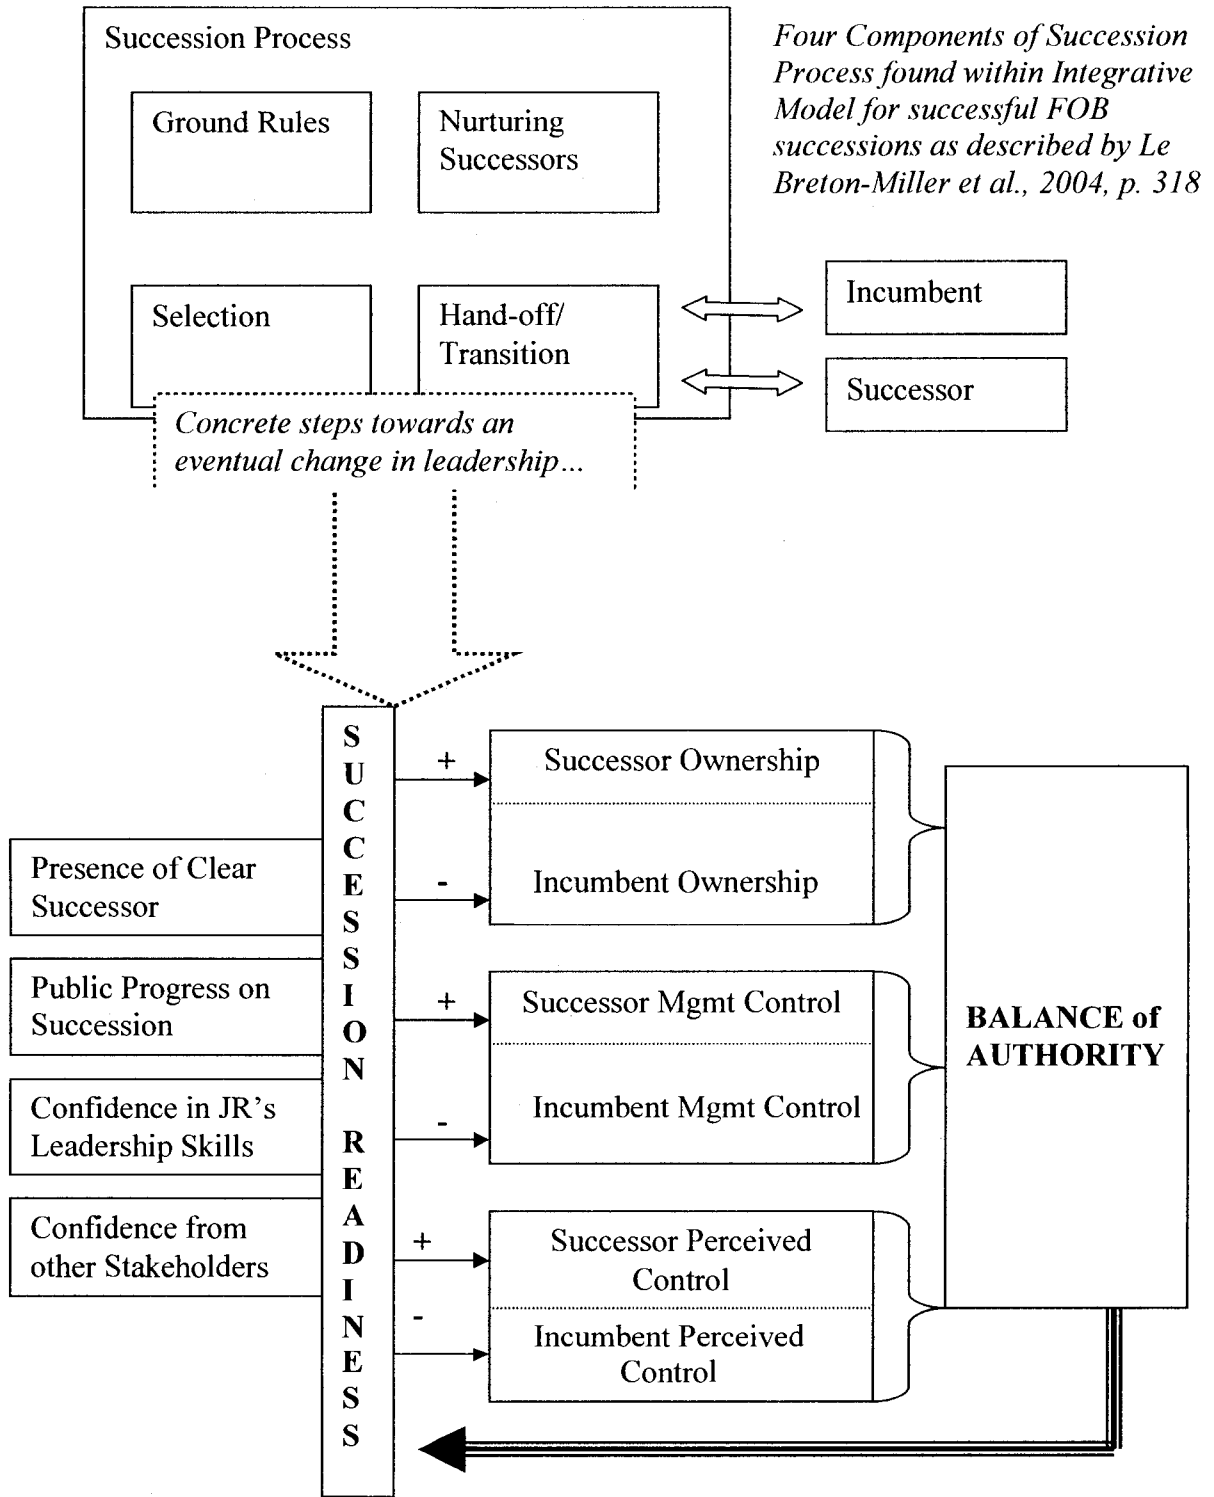 Succession Process
Ground Rules
Nurturing
Successors
Selection
Hand-off/
Transition
Four Components of Succession
Process found within Integrative
Model for successful FOB
successions as described by Le
Breton-Miller et al., 2004, p. 318
Incumbent
Successor
Concrete steps towards an
eventual change in leadership...
SUCCESSION READINESS
Presence of Clear
Successor
Public Progress on
Succession
Confidence in JR's
Leadership Skills
Confidence from
other Stakeholders
+
Successor Ownership
-
Incumbent Ownership
+
Successor Mgmt Control
-
Incumbent Mgmt Control
+
Successor Perceived
Control
-
Incumbent Perceived
Control
BALANCE of
AUTHORITY